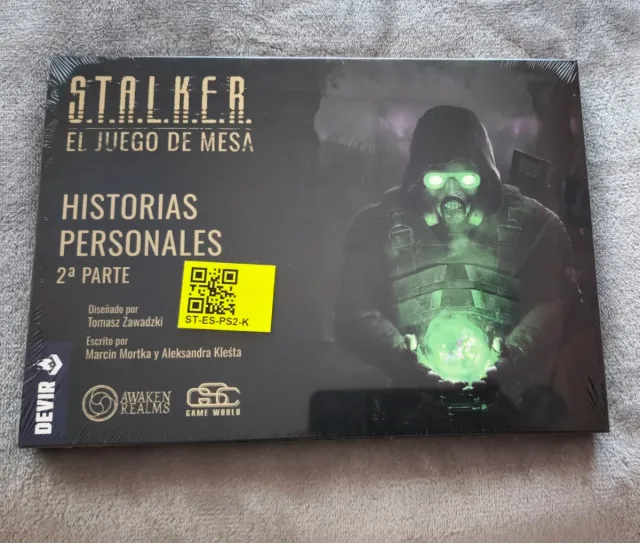 S.T.A.L.K.E.R.
EL JUEGO DE MESA
HISTORIAS
PERSONALES
2ª PARTE
ST-ES-PS2-K
Diseñado por
Tomasz Zawadzki
Escrito por
Marcin Mortka y Aleksandra Kleśta
DEVIR
AWAKEN
REALMS
GSC
GAME WORLD